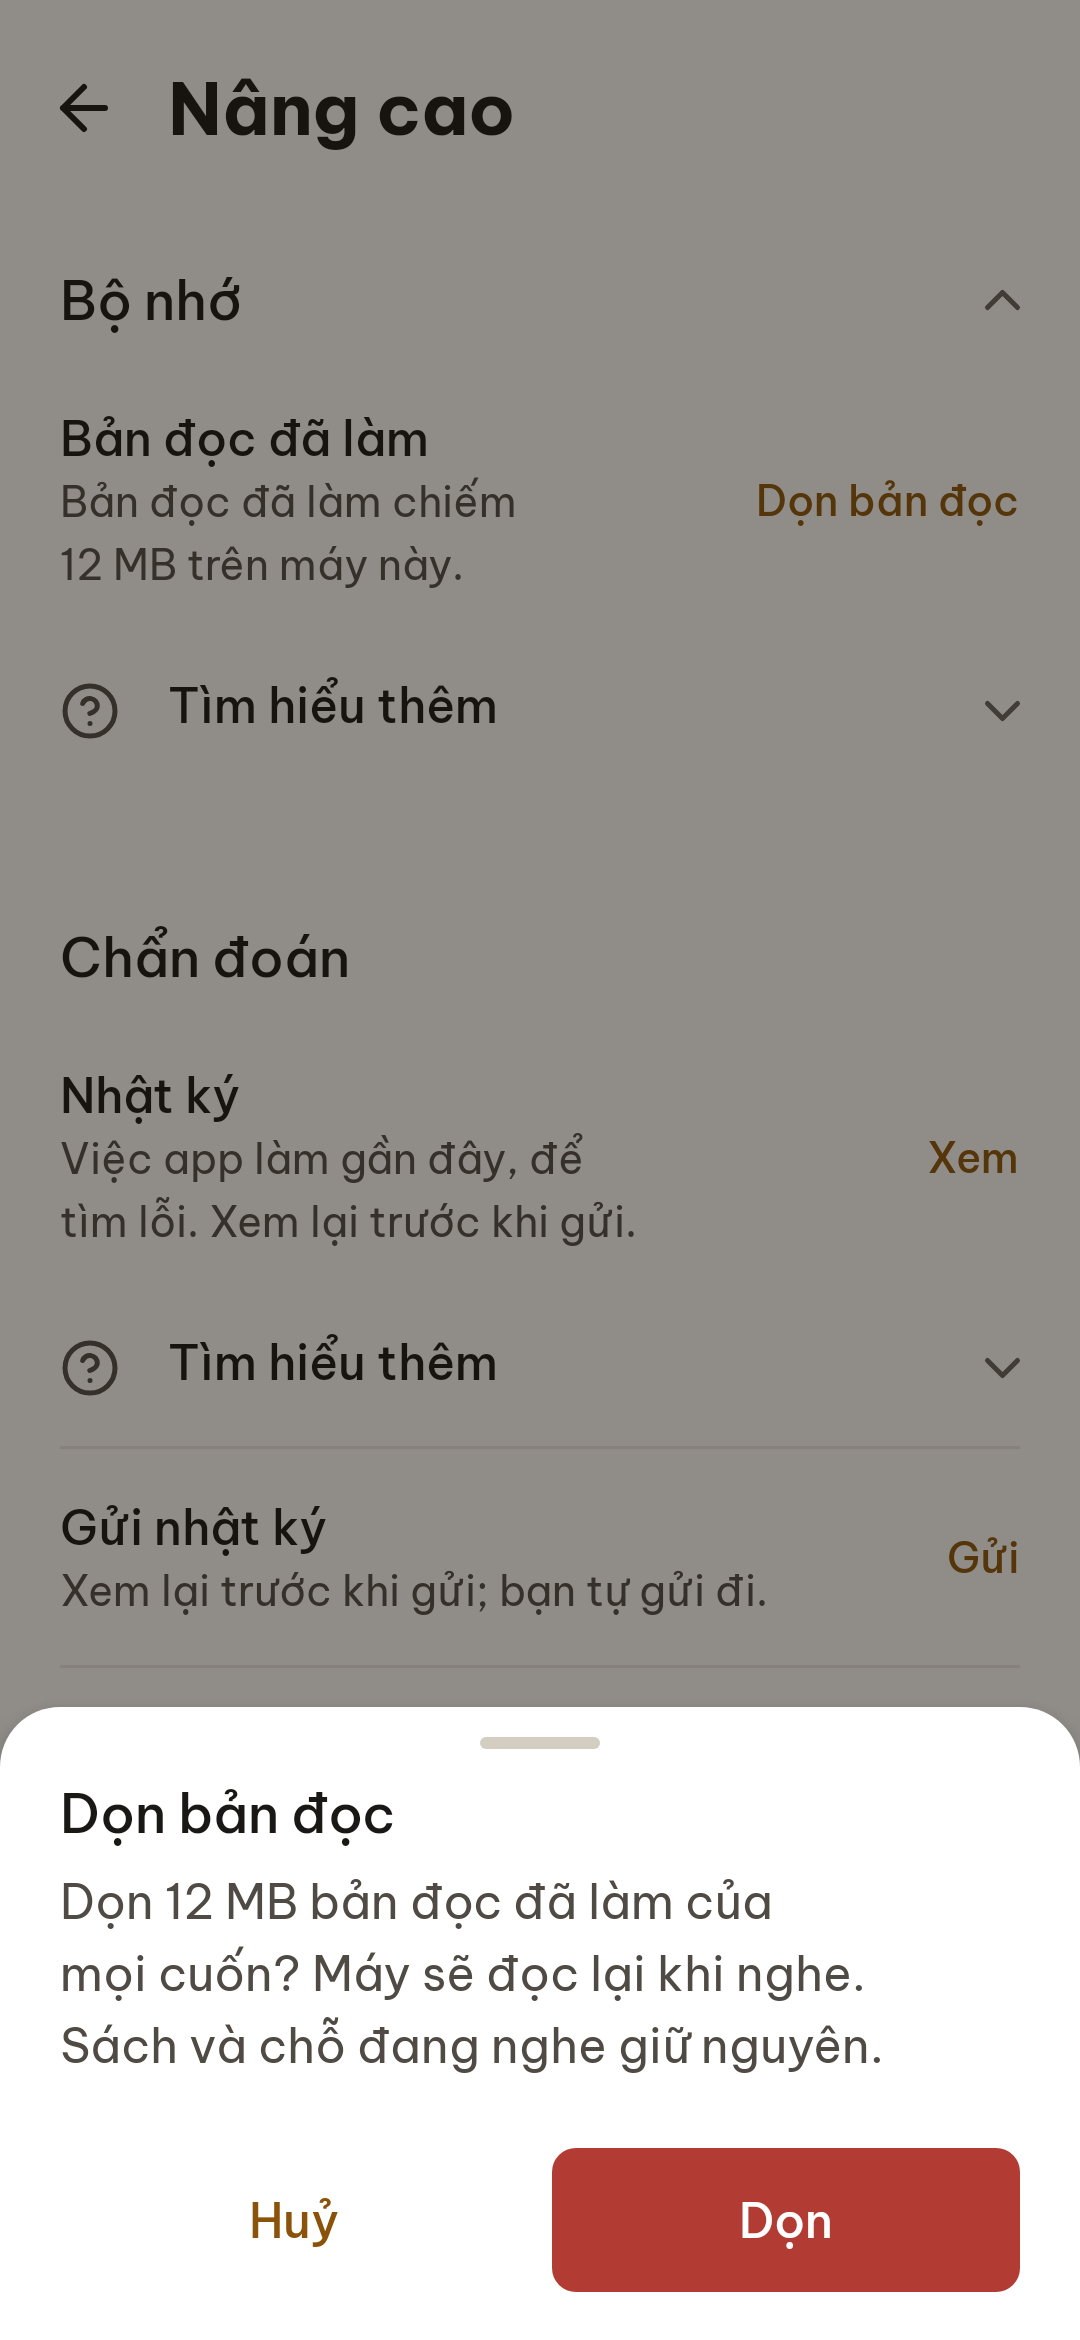 Nâng cao
Bộ nhớ
Bản đọc đã làm
Bản đọc đã làm chiếm
12 MB trên máy này.
Dọn bản đọc
Tìm hiểu thêm
Chẩn đoán
Nhật ký
Việc app làm gần đây, để
tìm lỗi. Xem lại trước khi gửi.
Xem
Tìm hiểu thêm
Gửi nhật ký
Xem lại trước khi gửi; bạn tự gửi đi.
Gửi
Dọn bản đọc
Dọn 12 MB bản đọc đã làm của
mọi cuốn? Máy sẽ đọc lại khi nghe.
Sách và chỗ đang nghe giữ nguyên.
Huỷ
Dọn